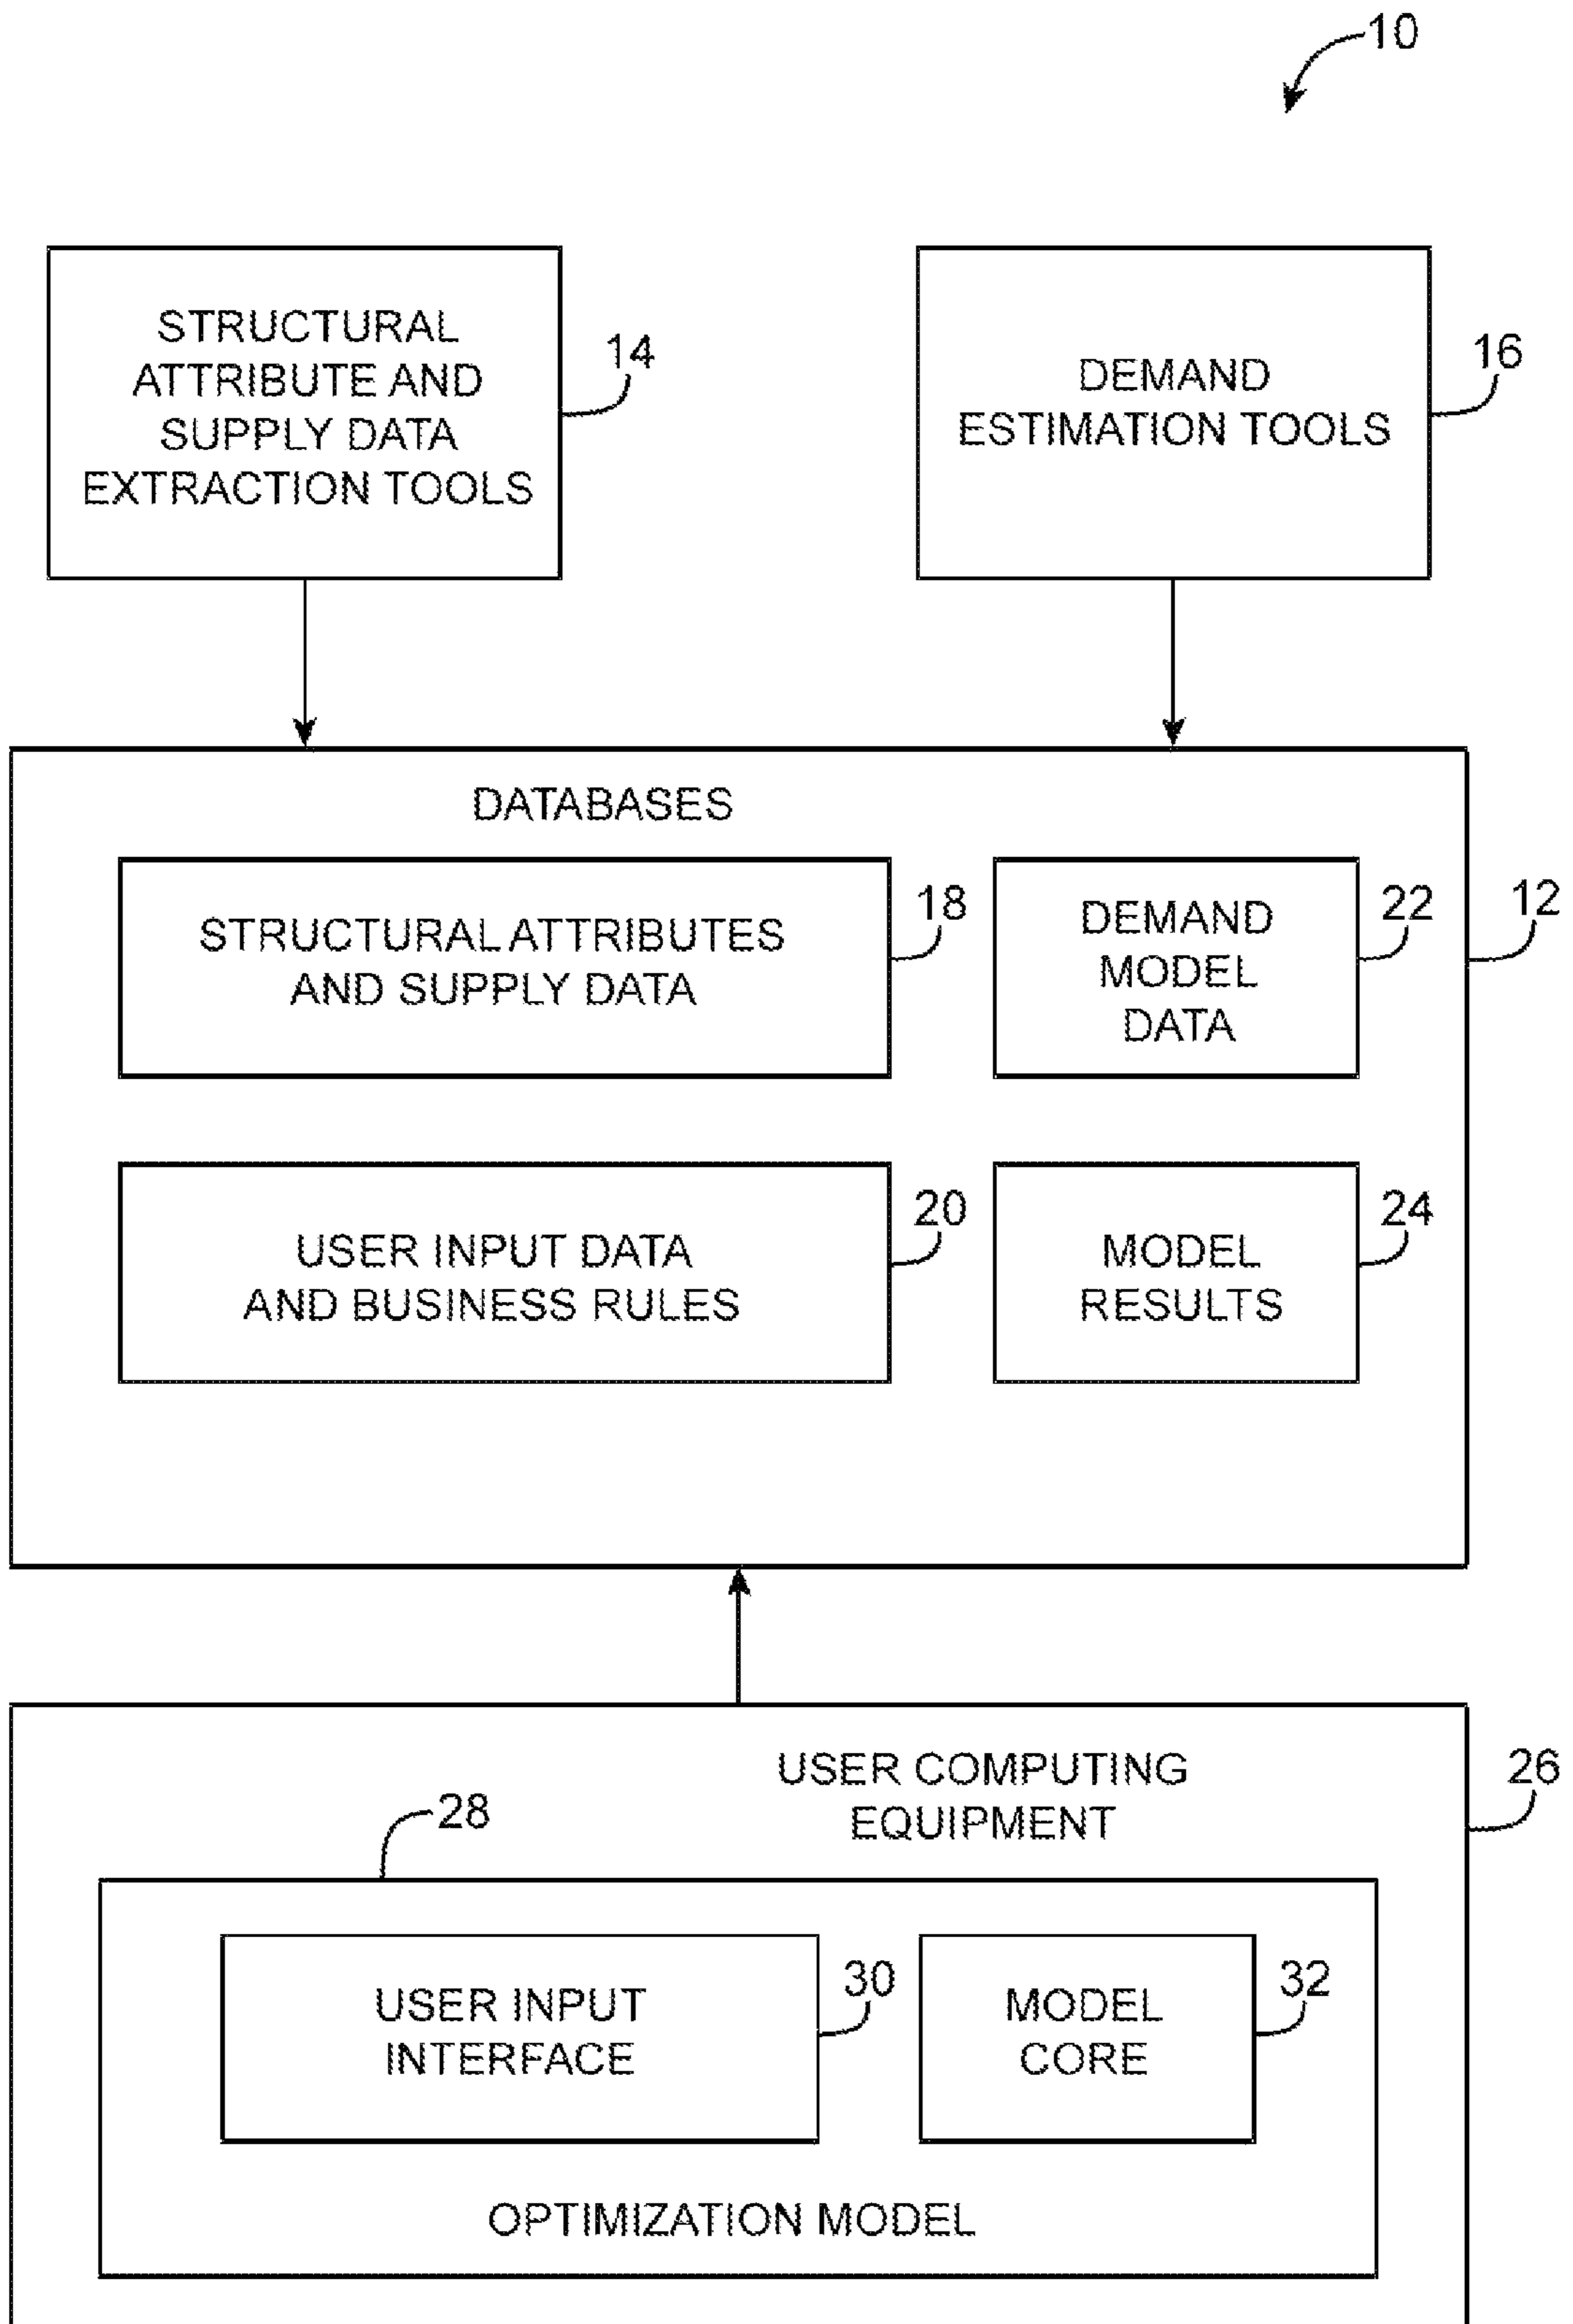 10
STRUCTURAL
ATTRIBUTE AND
SUPPLY DATA
EXTRACTION TOOLS
14
DEMAND
ESTIMATION TOOLS
16
DATABASES
STRUCTURAL ATTRIBUTES
AND SUPPLY DATA
18
DEMAND
MODEL
DATA
22
12
USER INPUT DATA
AND BUSINESS RULES
20
MODEL
RESULTS
24
USER COMPUTING
EQUIPMENT
26
28
USER INPUT
INTERFACE
30
MODEL
CORE
32
OPTIMIZATION MODEL